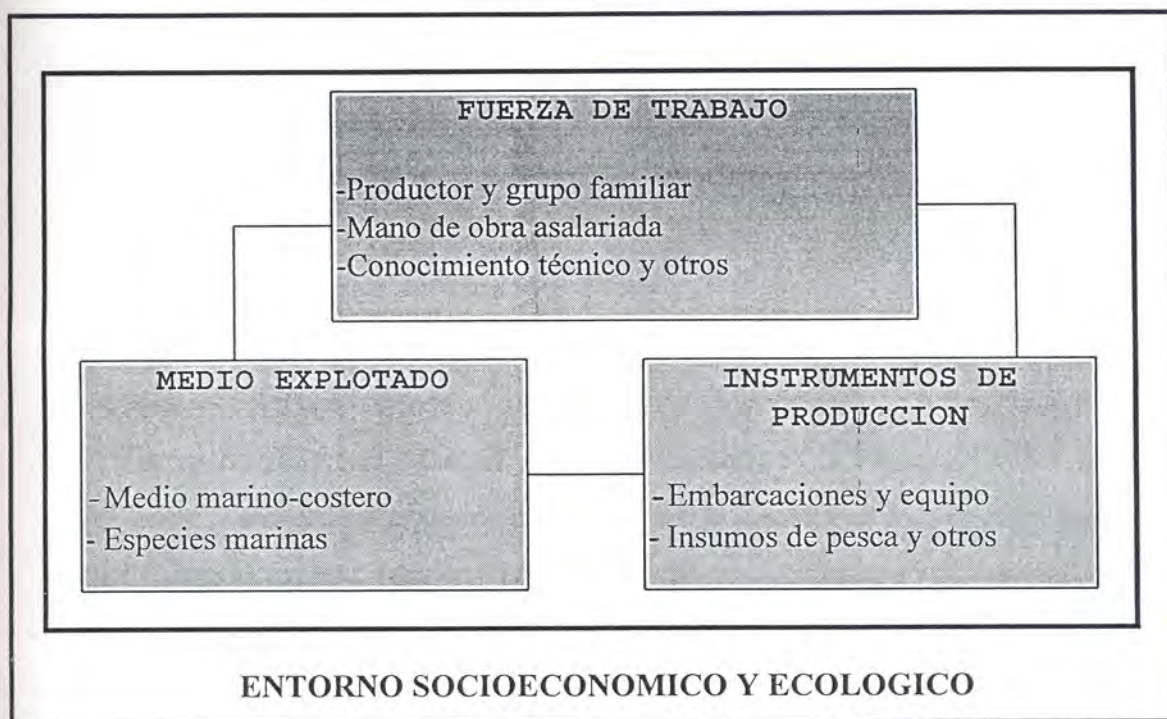 FUERZA DE TRABAJO
-Productor y grupo familiar
-Mano de obra asalariada
-Conocimiento técnico y otros
MEDIO EXPLOTADO
-Medio marino-costero
- Especies marinas
INSTRUMENTOS DE
PRODUCCION
-Embarcaciones y equipo
- Insumos de pesca y otros
ENTORNO SOCIOECONOMICO Y ECOLOGICO